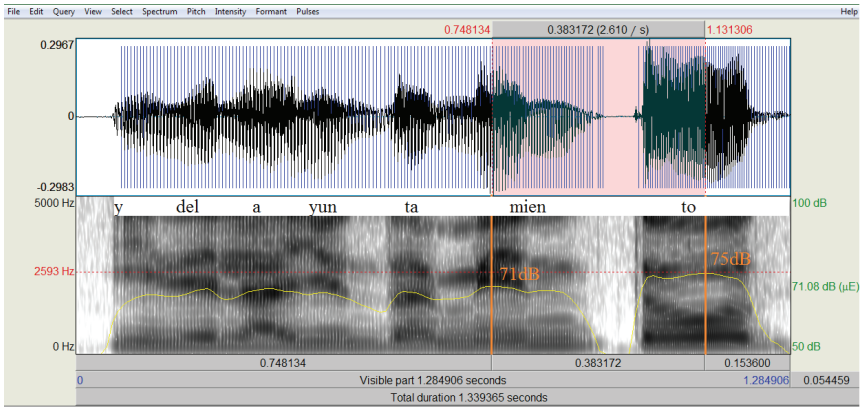 File Edit Query View Select Spectrum Pitch Intensity Formant Pulses Help
0.748134 0.383172 (2.610 / s) 1.131306
0.2967
0
-0.2983
5000 Hz y del a yun ta mien to 100 dB
75dB
2593 Hz 71dB
71.08 dB (µE)
0 Hz 50 dB
0.748134 0.383172 0.153600
0 Visible part 1.284906 seconds 1.284906 0.054459
Total duration 1.339365 seconds